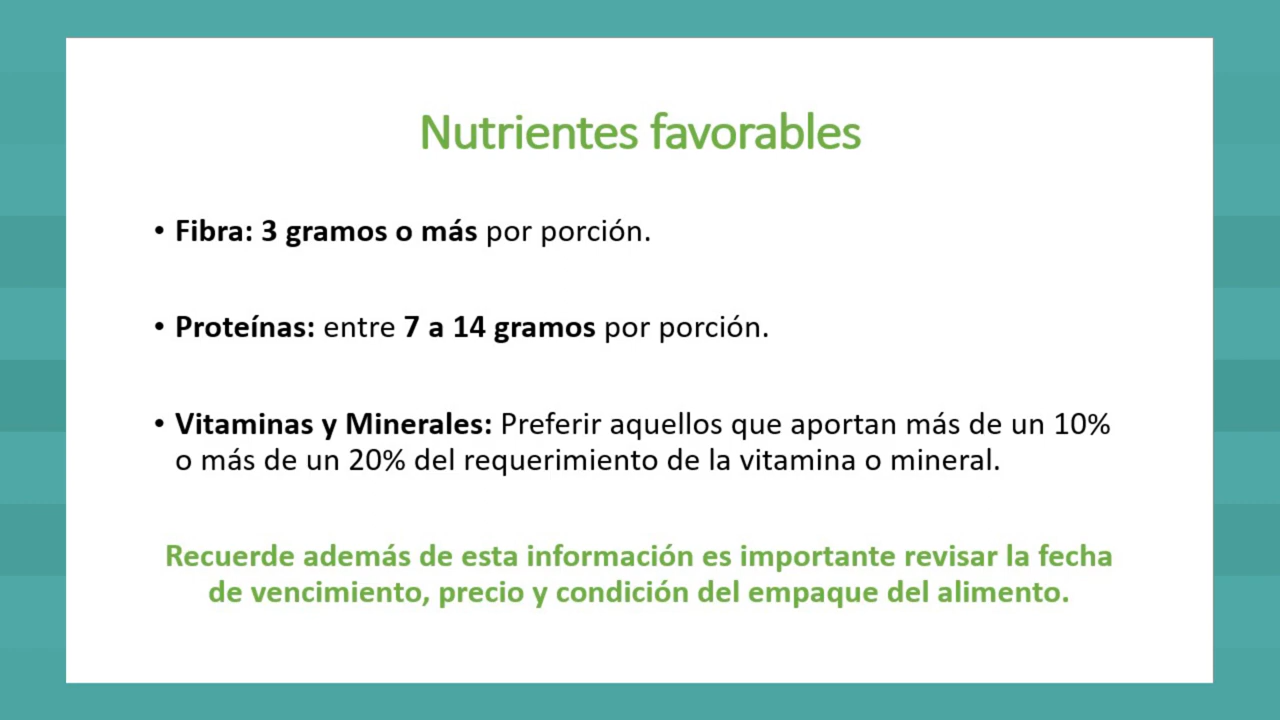 Nutrientes favorables
• Fibra: 3 gramos o más por porción.
• Proteínas: entre 7 a 14 gramos por porción.
• Vitaminas y Minerales: Preferir aquellos que aportan más de un 10%
o más de un 20% del requerimiento de la vitamina o mineral.
Recuerde además de esta información es importante revisar la fecha
de vencimiento, precio y condición del empaque del alimento.